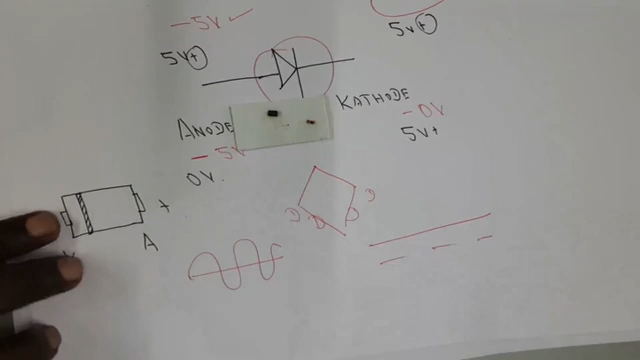 -5V ✓
5V+
5V+
ANODE
KATHODE
-5V
-0V
5V+
0V.
D
D
D
D
+
A